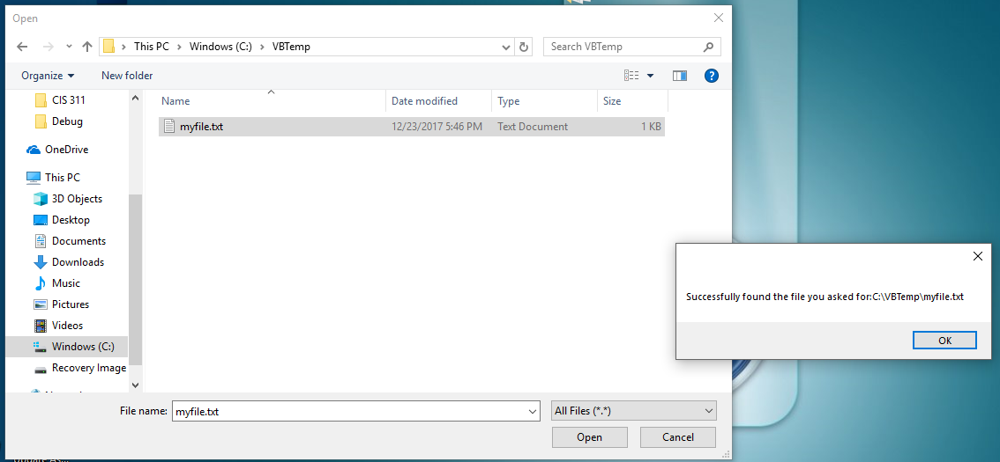 Open
This PC > Windows (C:) > VBTemp
Search VBTemp
Organize
New folder
?
CIS 311
Debug
OneDrive
This PC
3D Objects
Desktop
Documents
Downloads
Music
Pictures
Videos
Windows (C:)
Recovery Image
Name Date modified Type Size
myfile.txt 12/23/2017 5:46 PM Text Document 1 KB
File name: myfile.txt All Files (*.*)
Open Cancel
Successfully found the file you asked for:C:\VBTemp\myfile.txt
OK